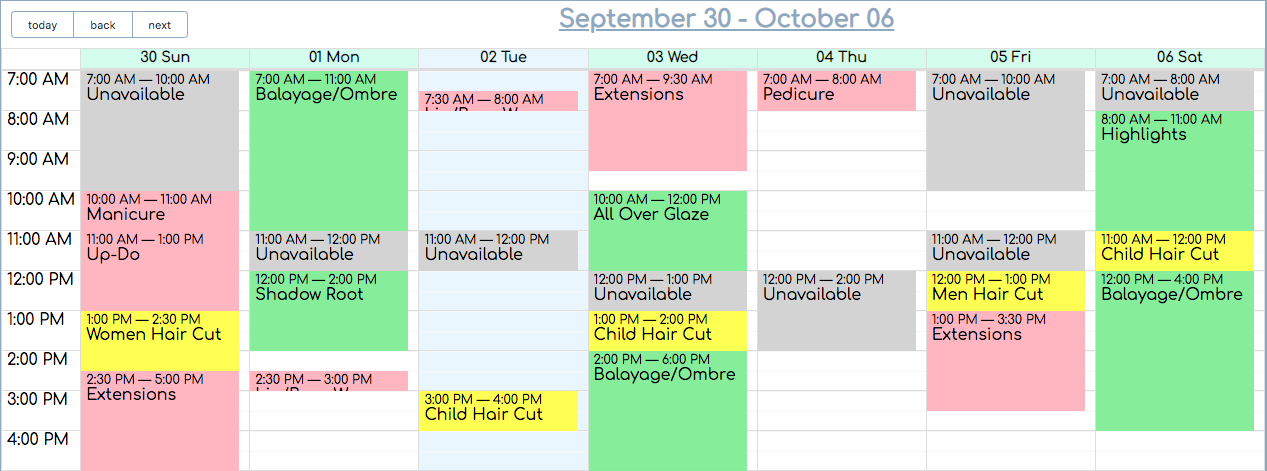 today back next
September 30 - October 06
30 Sun 01 Mon 02 Tue 03 Wed 04 Thu 05 Fri 06 Sat
7:00 AM
8:00 AM
9:00 AM
10:00 AM
11:00 AM
12:00 PM
1:00 PM
2:00 PM
3:00 PM
4:00 PM
7:00 AM — 10:00 AM
Unavailable
10:00 AM — 11:00 AM
Manicure
11:00 AM — 1:00 PM
Up-Do
1:00 PM — 2:30 PM
Women Hair Cut
2:30 PM — 5:00 PM
Extensions
7:00 AM — 11:00 AM
Balayage/Ombre
11:00 AM — 12:00 PM
Unavailable
12:00 PM — 2:00 PM
Shadow Root
2:30 PM — 3:00 PM
7:30 AM — 8:00 AM
11:00 AM — 12:00 PM
Unavailable
3:00 PM — 4:00 PM
Child Hair Cut
7:00 AM — 9:30 AM
Extensions
10:00 AM — 12:00 PM
All Over Glaze
12:00 PM — 1:00 PM
Unavailable
1:00 PM — 2:00 PM
Child Hair Cut
2:00 PM — 6:00 PM
Balayage/Ombre
7:00 AM — 8:00 AM
Pedicure
12:00 PM — 2:00 PM
Unavailable
7:00 AM — 10:00 AM
Unavailable
11:00 AM — 12:00 PM
Unavailable
12:00 PM — 1:00 PM
Men Hair Cut
1:00 PM — 3:30 PM
Extensions
7:00 AM — 8:00 AM
Unavailable
8:00 AM — 11:00 AM
Highlights
11:00 AM — 12:00 PM
Child Hair Cut
12:00 PM — 4:00 PM
Balayage/Ombre